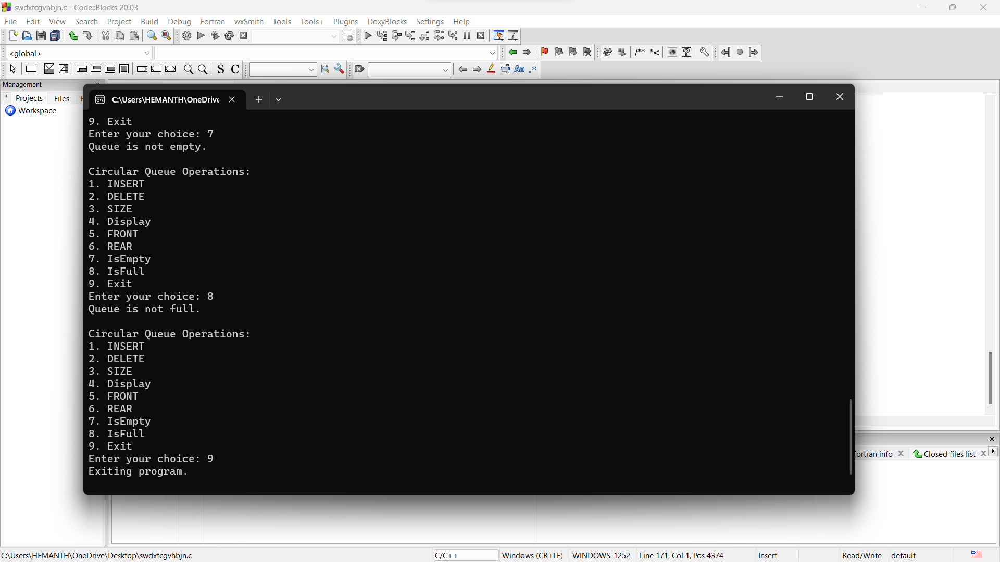 swdxfcgvhbjn.c - Code::Blocks 20.03
File Edit View Search Project Build Debug Fortran wxSmith Tools Tools+ Plugins DoxyBlocks Settings Help
<global>
/** *<
S C
Aa .*
Management
Projects Files
Workspace
C:\Users\HEMANTH\OneDrive
9. Exit
Enter your choice: 7
Queue is not empty.
Circular Queue Operations:
1. INSERT
2. DELETE
3. SIZE
4. Display
5. FRONT
6. REAR
7. IsEmpty
8. IsFull
9. Exit
Enter your choice: 8
Queue is not full.
Circular Queue Operations:
1. INSERT
2. DELETE
3. SIZE
4. Display
5. FRONT
6. REAR
7. IsEmpty
8. IsFull
9. Exit
Enter your choice: 9
Exiting program.
Fortran info Closed files list
C:\Users\HEMANTH\OneDrive\Desktop\swdxfcgvhbjn.c C/C++ Windows (CR+LF) WINDOWS-1252 Line 171, Col 1, Pos 4374 Insert Read/Write default